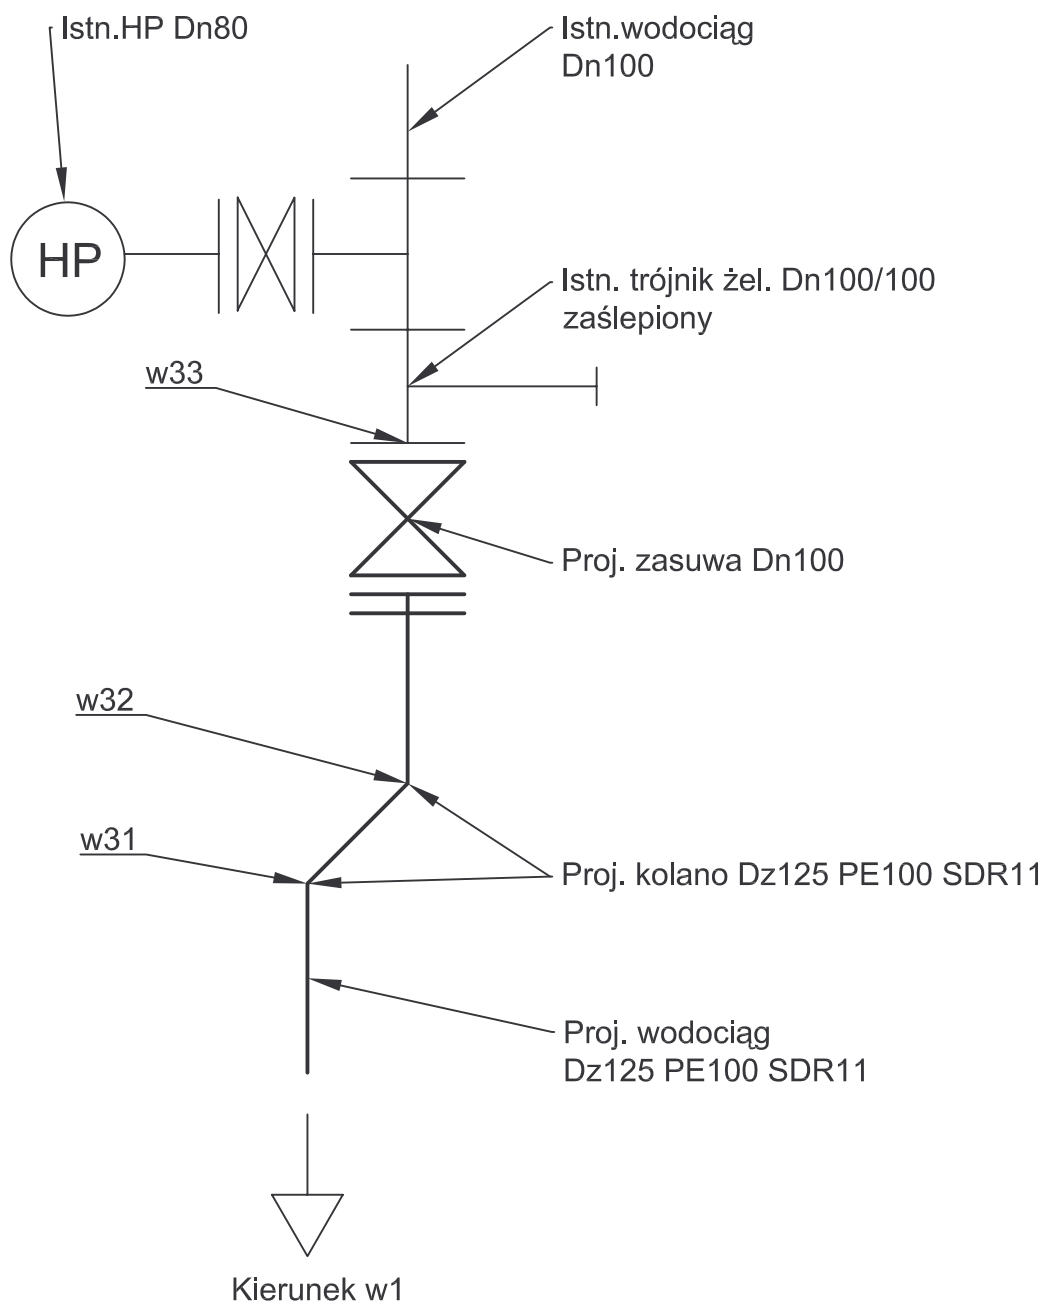 Istn.HP Dn80
Istn.wodociąg
Dn100
HP
Istn. trójnik żel. Dn100/100
zaślepiony
w33
Proj. zasuwa Dn100
w32
w31
Proj. kolano Dz125 PE100 SDR11
Proj. wodociąg
Dz125 PE100 SDR11
Kierunek w1